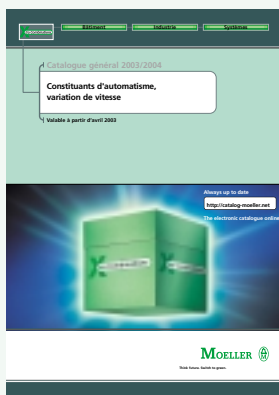 Bâtiment
Industrie
Systèmes
Catalogue général 2003/2004
Constituants d'automatisme,
variation de vitesse
Valable à partir d'avril 2003
Always up to date
http://catalog-moeller.net
The electronic catalogue online
MOELLER
Think future. Switch to green.